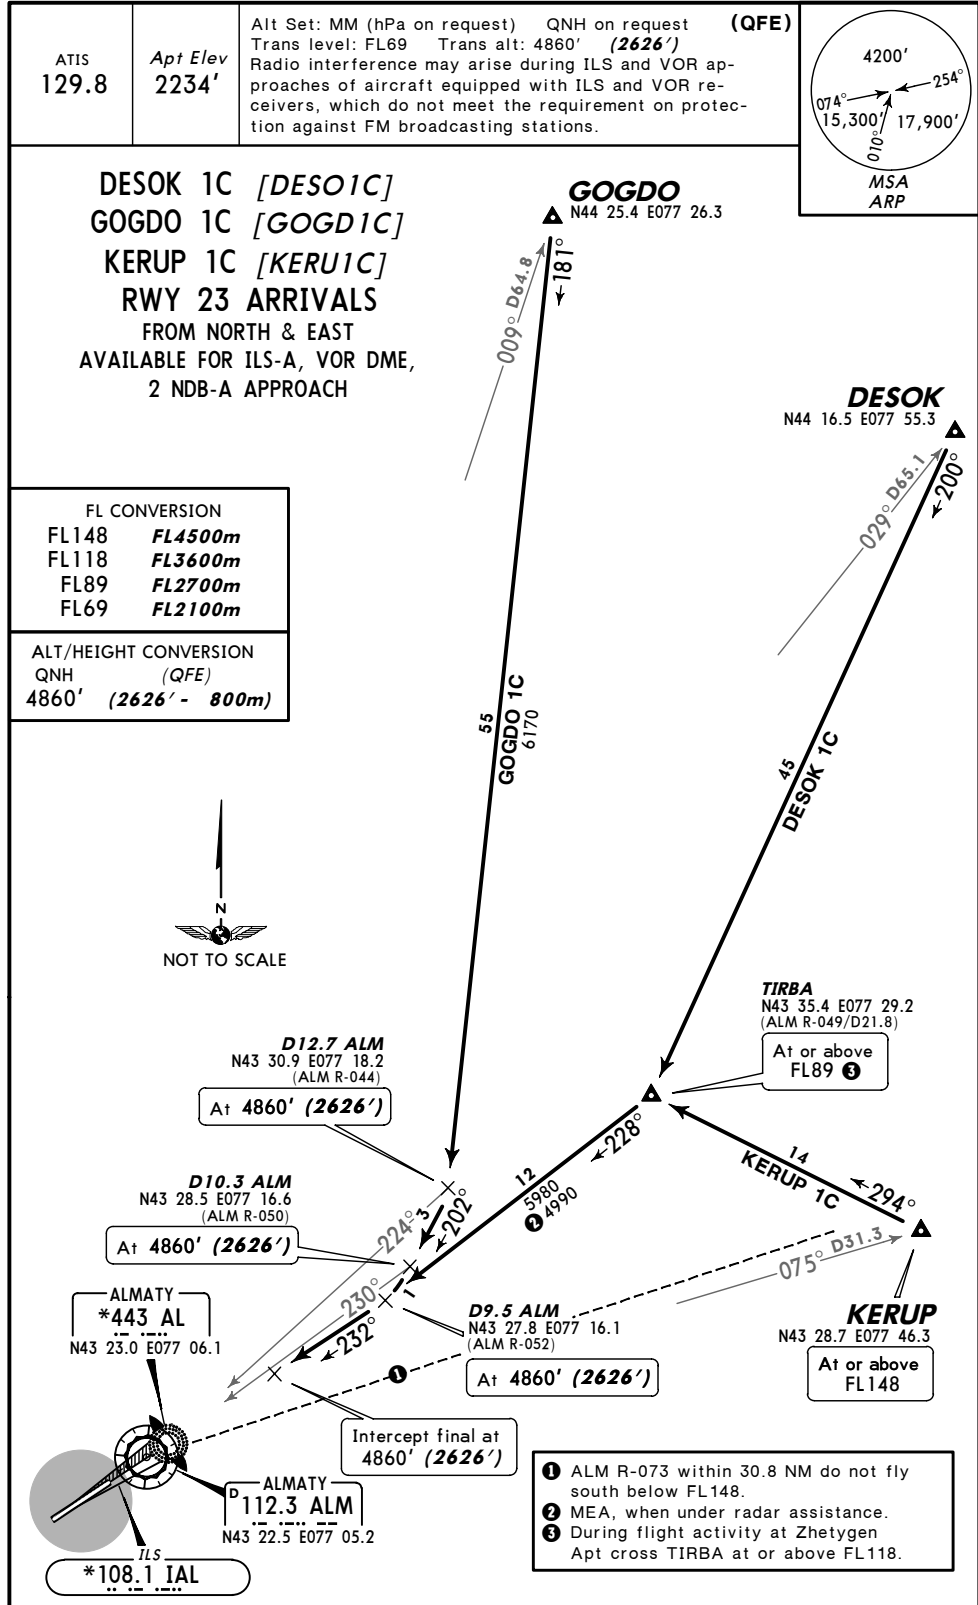 ATIS
129.8
Apt Elev
2234'
Alt Set: MM (hPa on request) QNH on request (QFE)
Trans level: FL69 Trans alt: 4860' (2626')
Radio interference may arise during ILS and VOR ap-
proaches of aircraft equipped with ILS and VOR re-
ceivers, which do not meet the requirement on protec-
tion against FM broadcasting stations.
4200'
074°
254°
15,300'
17,900'
010°
MSA
ARP
DESOK 1C [DESO1C]
GOGDO 1C [GOGD1C]
KERUP 1C [KERU1C]
RWY 23 ARRIVALS
FROM NORTH & EAST
AVAILABLE FOR ILS-A, VOR DME,
2 NDB-A APPROACH
GOGDO
N44 25.4 E077 26.3
181°
009° D64.8
DESOK
N44 16.5 E077 55.3
200°
029° D65.1
FL CONVERSION
FL148 FL4500m
FL118 FL3600m
FL89 FL2700m
FL69 FL2100m
ALT/HEIGHT CONVERSION
QNH (QFE)
4860' (2626' - 800m)
55
GOGDO 1C
6170
45
DESOK 1C
N
NOT TO SCALE
TIRBA
N43 35.4 E077 29.2
(ALM R-049/D21.8)
At or above
FL89 3
D12.7 ALM
N43 30.9 E077 18.2
(ALM R-044)
At 4860' (2626')
228°
12
5980
2 4990
14
KERUP 1C
294°
D10.3 ALM
N43 28.5 E077 16.6
(ALM R-050)
At 4860' (2626')
224°
3
202°
230°
1
232°
075° D31.3
KERUP
N43 28.7 E077 46.3
At or above
FL148
D9.5 ALM
N43 27.8 E077 16.1
(ALM R-052)
At 4860' (2626')
ALMATY
*443 AL
N43 23.0 E077 06.1
1
Intercept final at
4860' (2626')
ALMATY
D 112.3 ALM
N43 22.5 E077 05.2
ILS
*108.1 IAL
1 ALM R-073 within 30.8 NM do not fly
south below FL148.
2 MEA, when under radar assistance.
3 During flight activity at Zhetygen
Apt cross TIRBA at or above FL118.